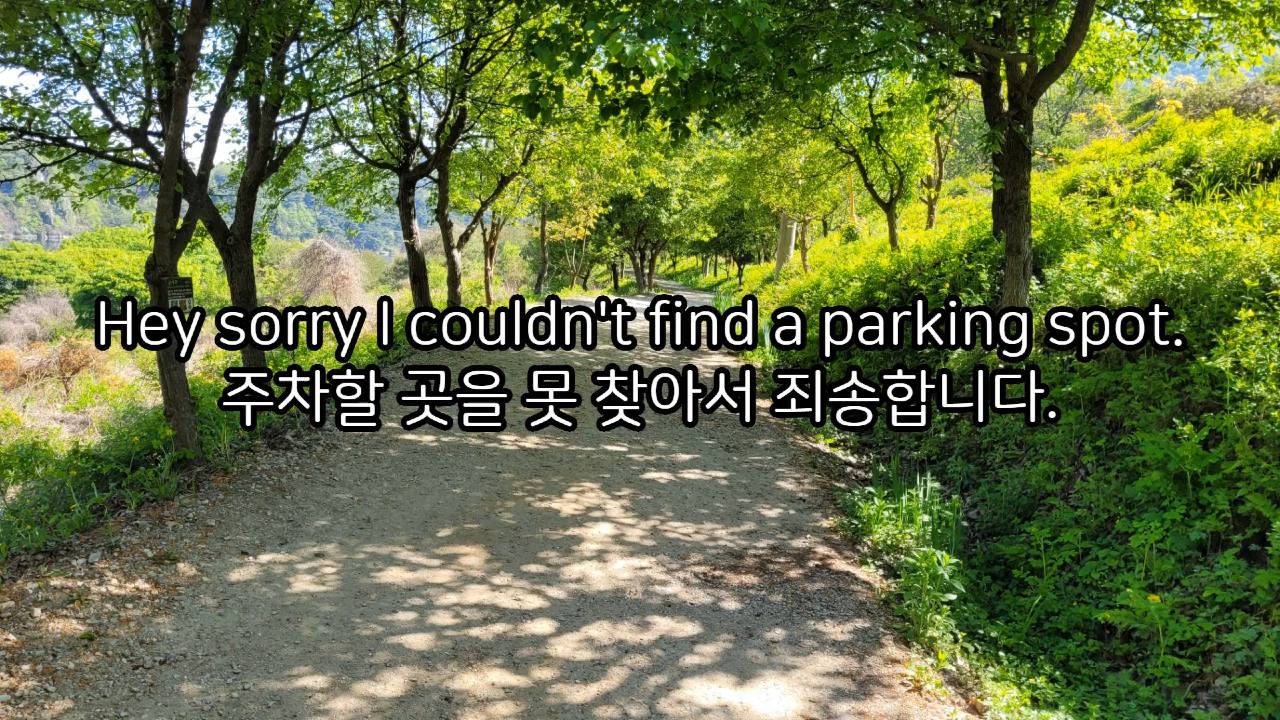 Hey sorry I couldn't find a parking spot.
주차할 곳을 못 찾아서 죄송합니다.